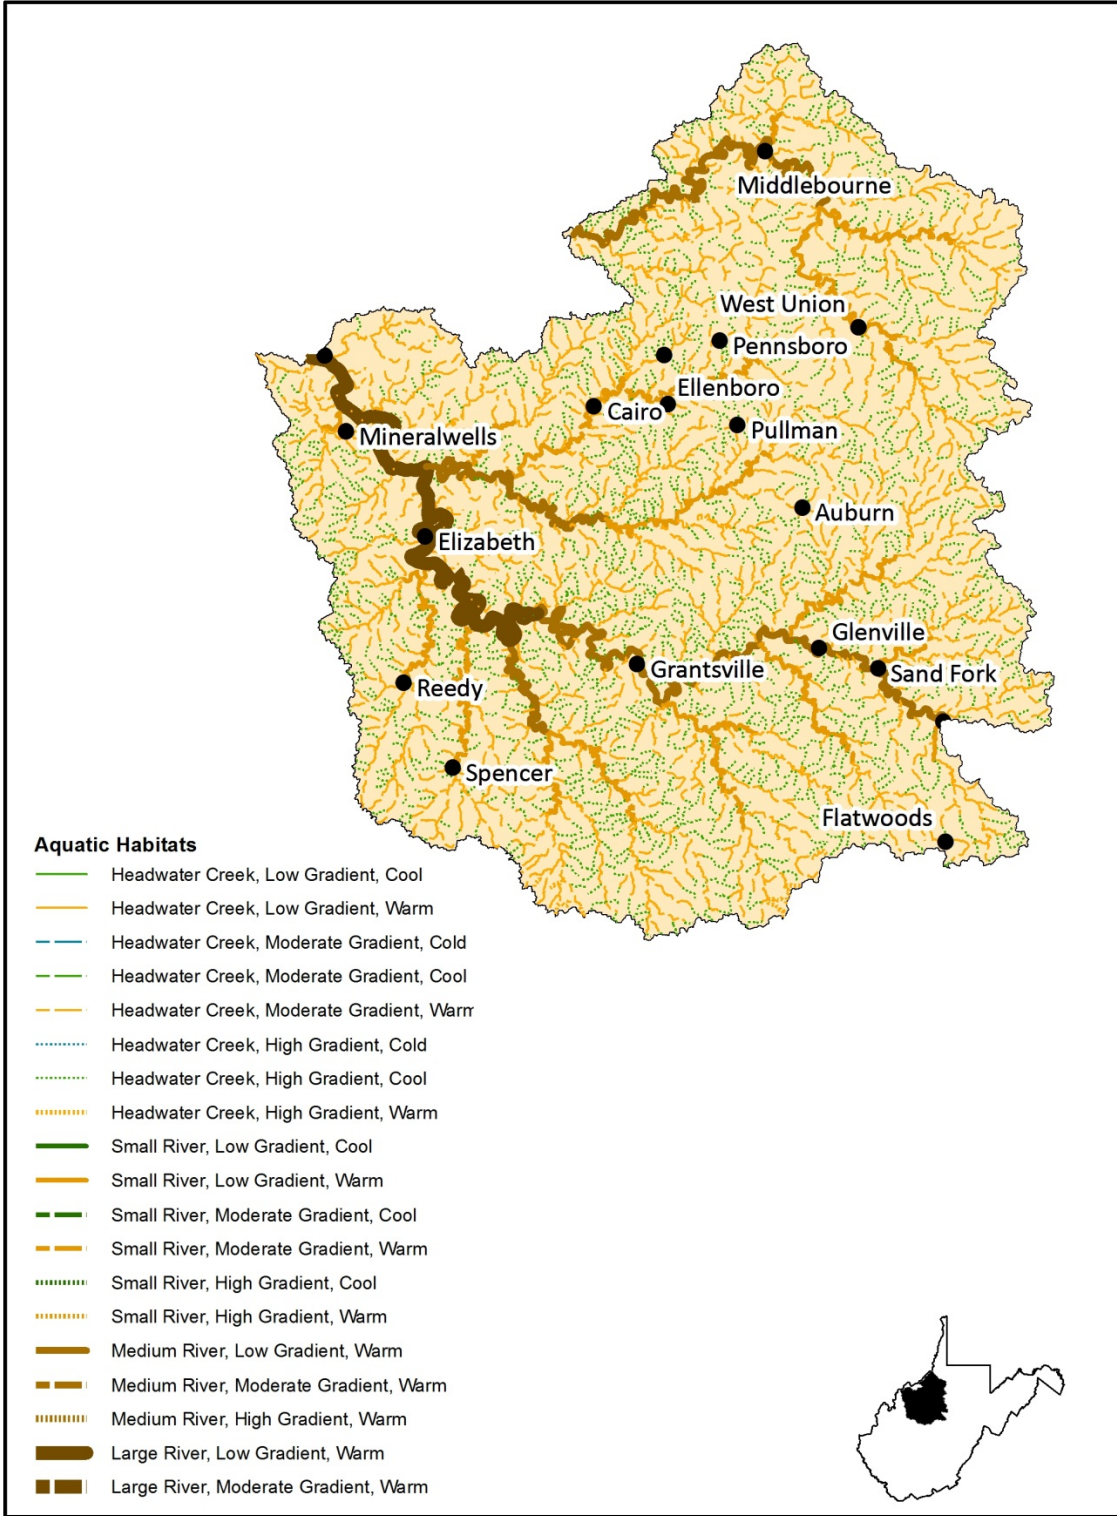 Middlebourne
West Union
Pennsboro
Ellenboro
Cairo
Pullman
Mineralwells
Auburn
Elizabeth
Glenville
Grantsville
Sand Fork
Reedy
Spencer
Flatwoods
Aquatic Habitats
Headwater Creek, Low Gradient, Cool
Headwater Creek, Low Gradient, Warm
Headwater Creek, Moderate Gradient, Cold
Headwater Creek, Moderate Gradient, Cool
Headwater Creek, Moderate Gradient, Warm
Headwater Creek, High Gradient, Cold
Headwater Creek, High Gradient, Cool
Headwater Creek, High Gradient, Warm
Small River, Low Gradient, Cool
Small River, Low Gradient, Warm
Small River, Moderate Gradient, Cool
Small River, Moderate Gradient, Warm
Small River, High Gradient, Cool
Small River, High Gradient, Warm
Medium River, Low Gradient, Warm
Medium River, Moderate Gradient, Warm
Medium River, High Gradient, Warm
Large River, Low Gradient, Warm
Large River, Moderate Gradient, Warm